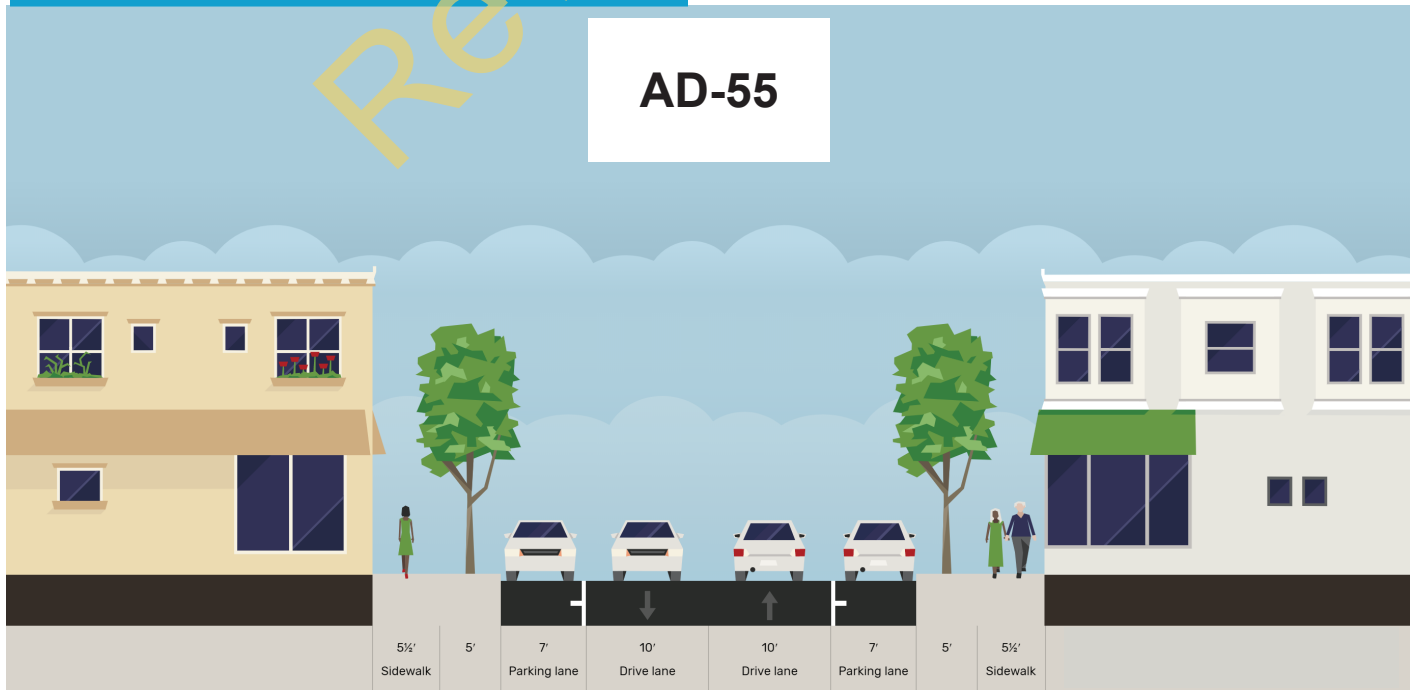 Re
AD-55
5½′ 5′ 7′ 10′ 10′ 7′ 5′ 5½′
Sidewalk Parking lane Drive lane Drive lane Parking lane Sidewalk